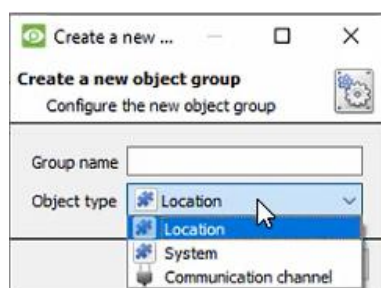 Create a new ...
Create a new object group
Configure the new object group
Group name
Object type Location
Location
System
Communication channel